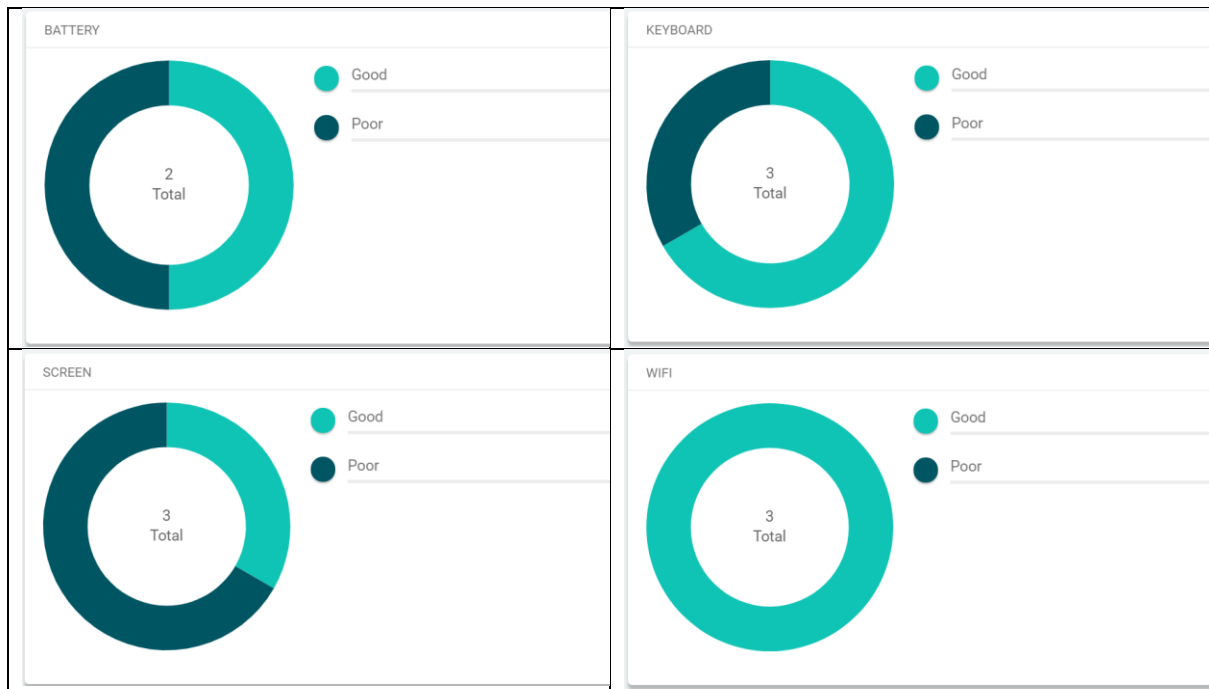 BATTERY
Good
Poor
2
Total
KEYBOARD
Good
Poor
3
Total
SCREEN
Good
Poor
3
Total
WIFI
Good
Poor
3
Total